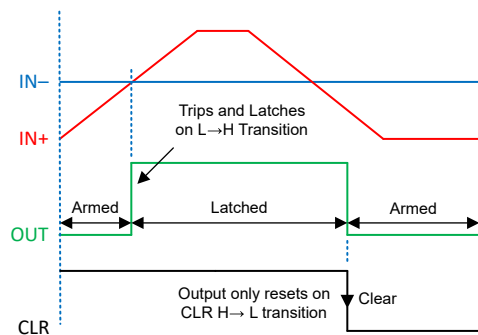 IN–
IN+
Trips and Latches
on L→H Transition
Armed
Latched
Armed
OUT
Output only resets on
CLR H→ L transition
Clear
CLR